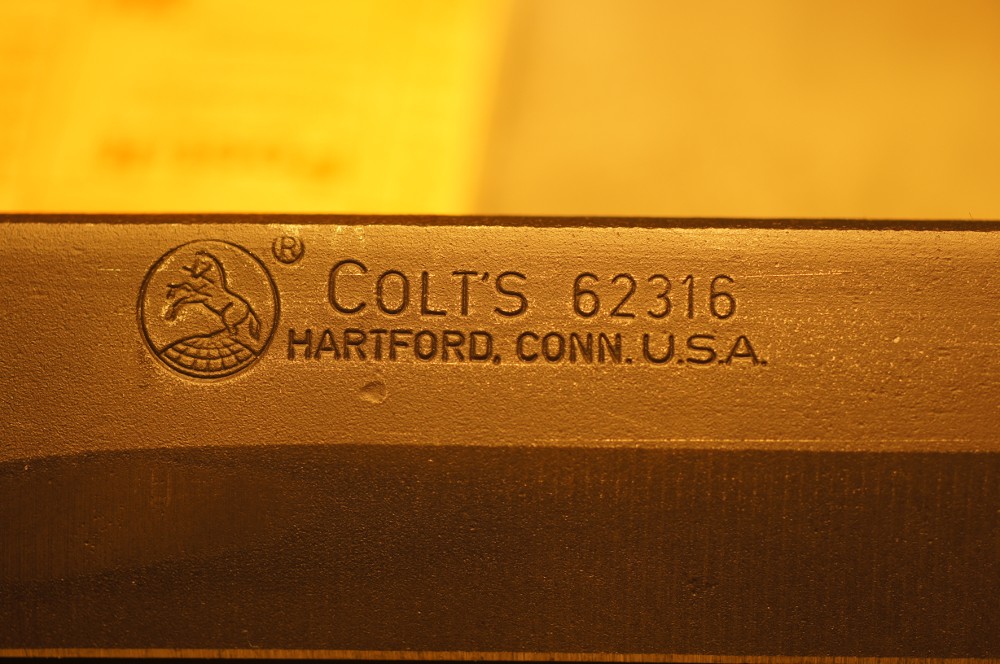 ®
COLT'S 62316
HARTFORD, CONN. U.S.A.